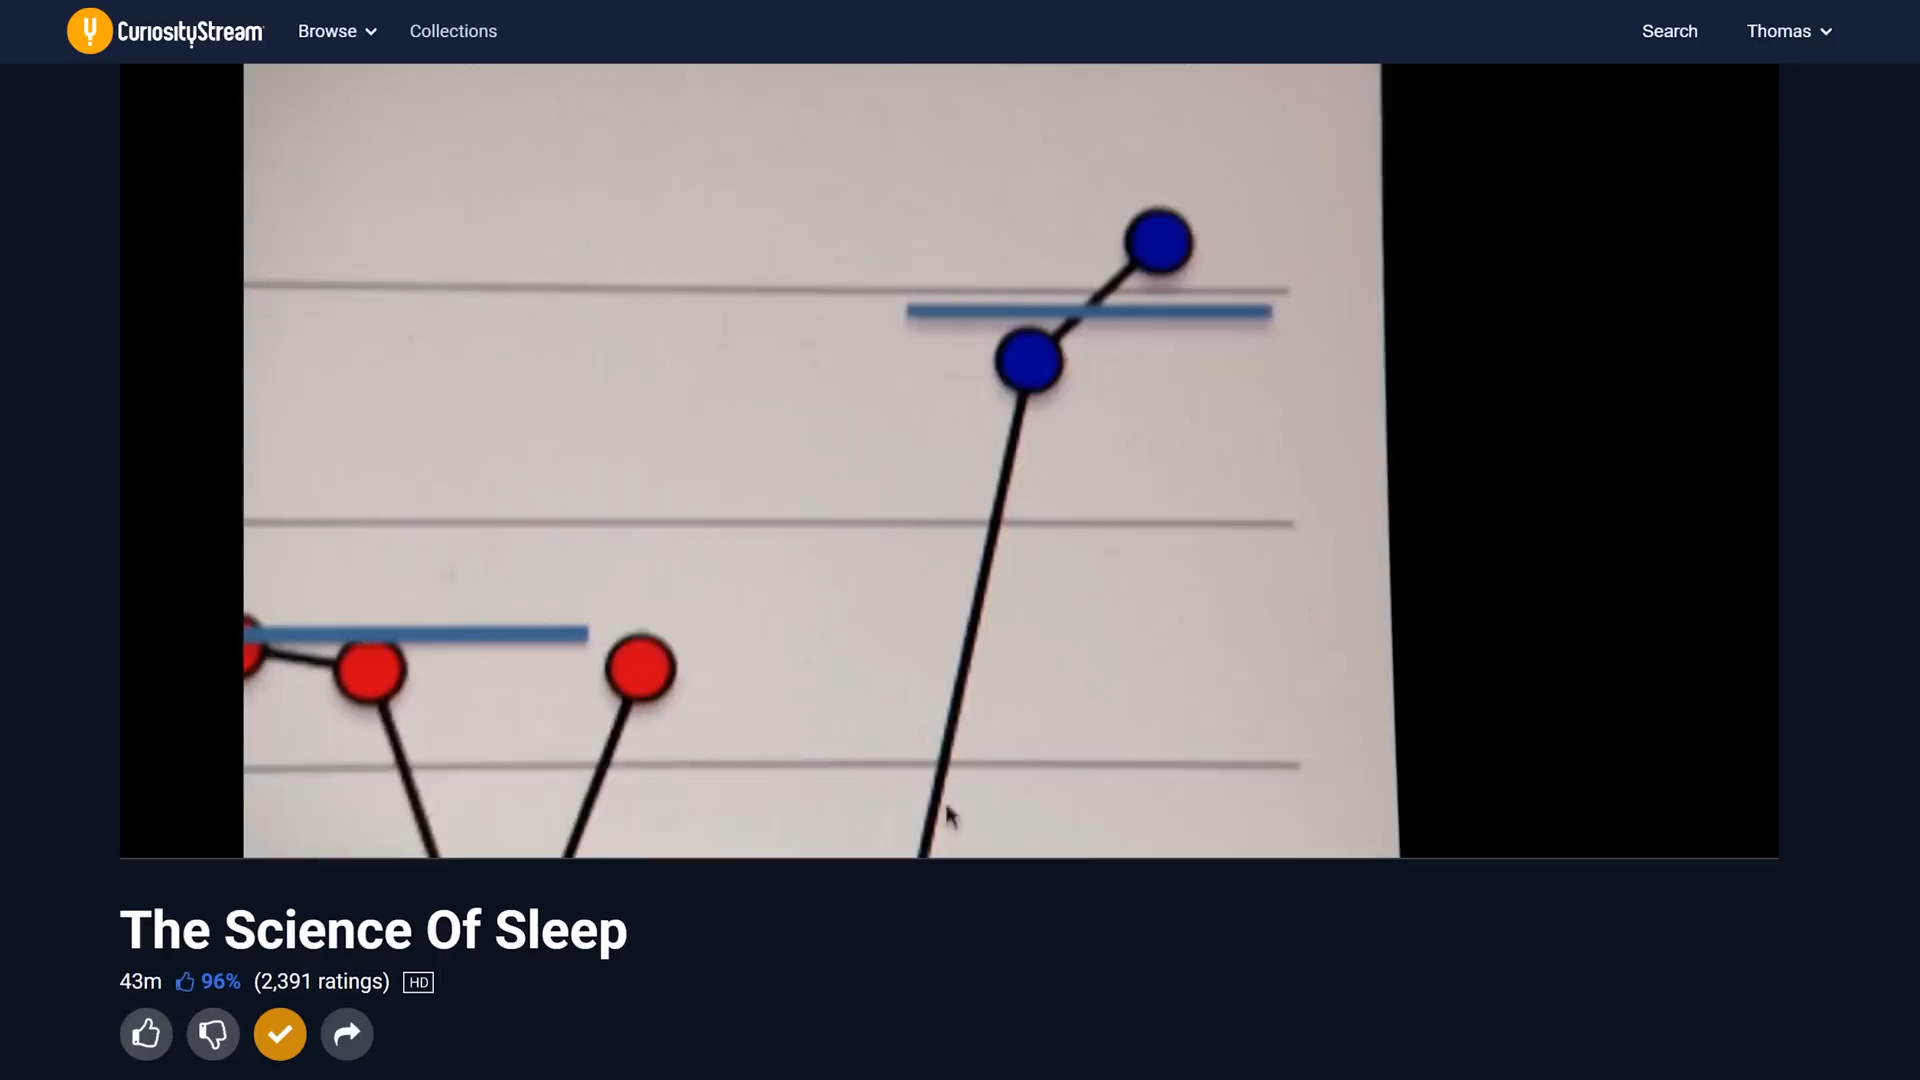 CuriosityStream
Browse
Collections
Search
Thomas
The Science Of Sleep
43m 96% (2,391 ratings) HD